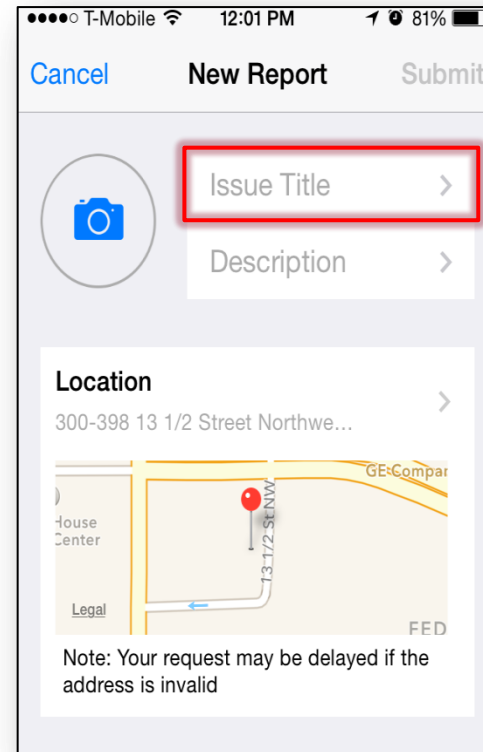 T-Mobile 12:01 PM 81%
Cancel New Report Submit
Issue Title
Description
Location
300-398 13 1/2 Street Northwe...
GE Compar
House
Center
13 1/2 St NW
Legal
FED
Note: Your request may be delayed if the
address is invalid